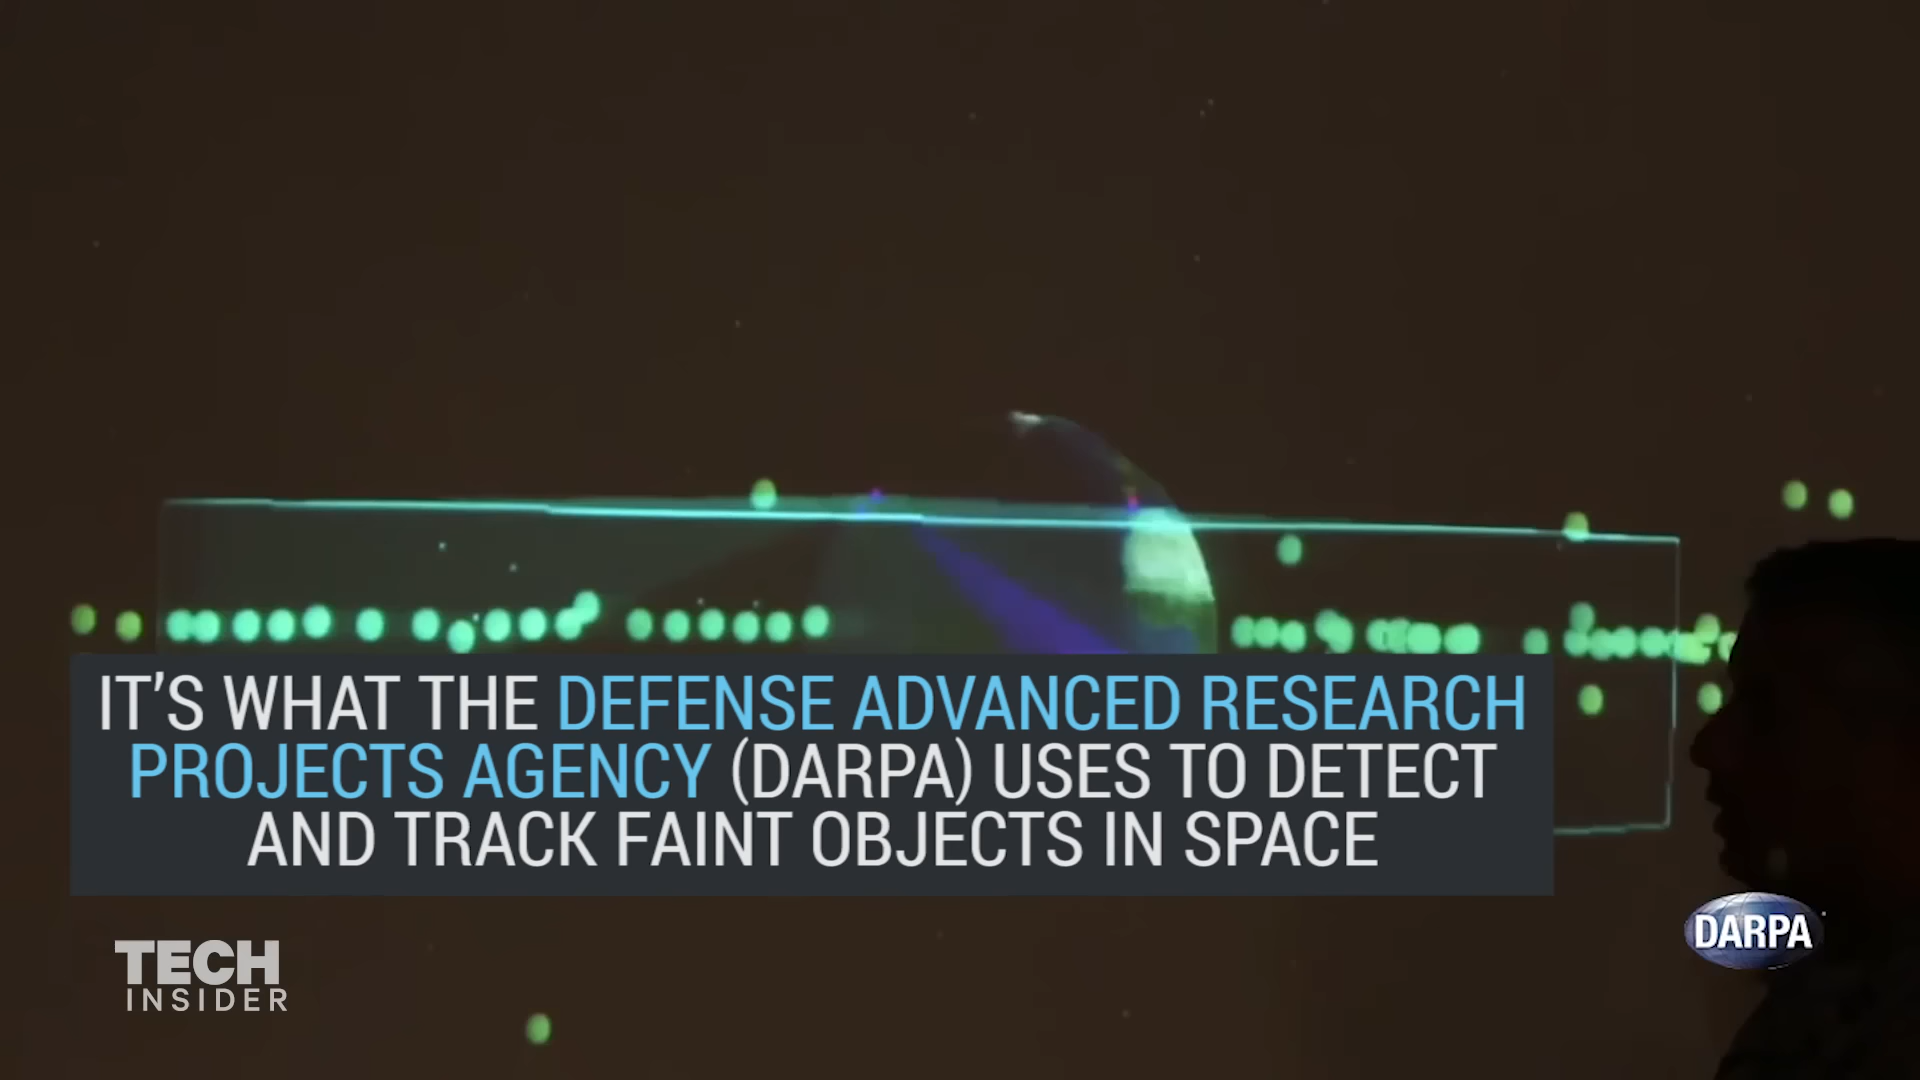 IT'S WHAT THE DEFENSE ADVANCED RESEARCH
PROJECTS AGENCY (DARPA) USES TO DETECT
AND TRACK FAINT OBJECTS IN SPACE
TECH
INSIDER
DARPA